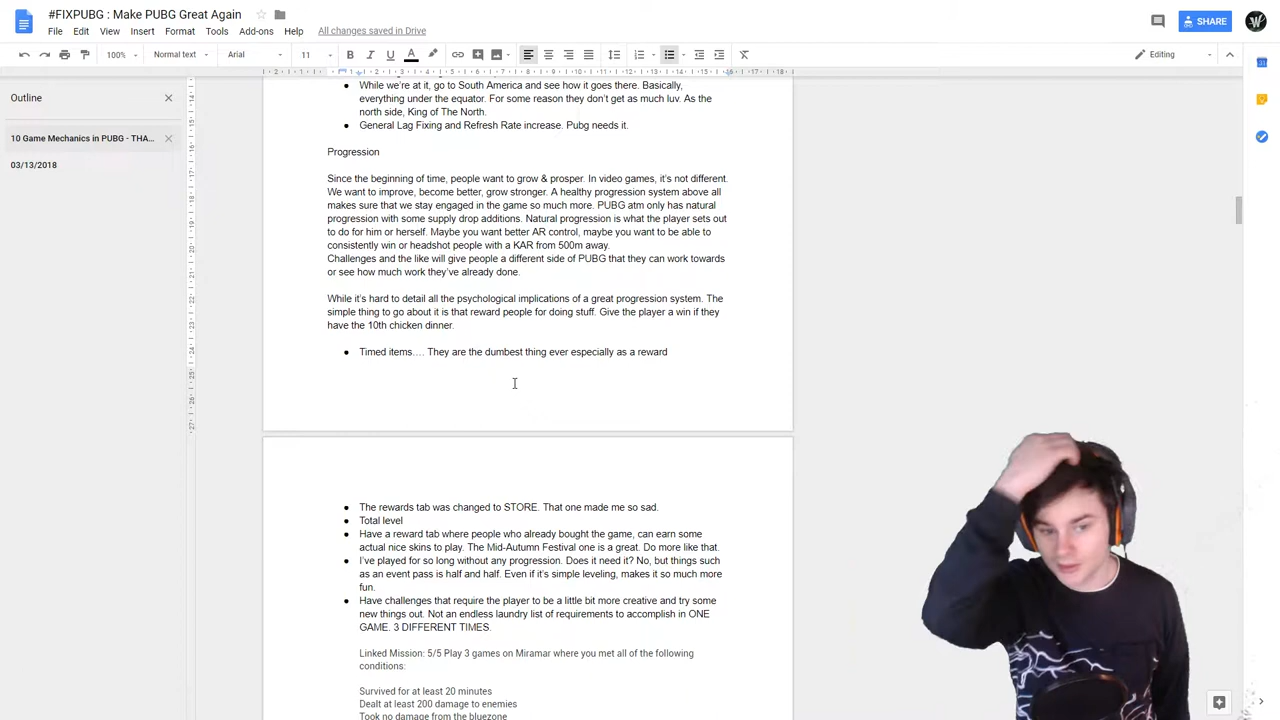 #FIXPUBG : Make PUBG Great Again
File Edit View Insert Format Tools Add-ons Help All changes saved in Drive
SHARE
100% Normal text Arial 11 B I U A Editing
Outline
10 Game Mechanics in PUBG - THA...
03/13/2018
While we're at it, go to South America and see how it goes there. Basically,
everything under the equator. For some reason they don't get as much luv. As the
north side, King of The North.
General Lag Fixing and Refresh Rate increase. Pubg needs it.
Progression
Since the beginning of time, people want to grow & prosper. In video games, it's not different.
We want to improve, become better, grow stronger. A healthy progression system above all
makes sure that we stay engaged in the game so much more. PUBG atm only has natural
progression with some supply drop additions. Natural progression is what the player sets out
to do for him or herself. Maybe you want better AR control, maybe you want to be able to
consistently win or headshot people with a KAR from 500m away.
Challenges and the like will give people a different side of PUBG that they can work towards
or see how much work they've already done.
While it's hard to detail all the psychological implications of a great progression system. The
simple thing to go about it is that reward people for doing stuff. Give the player a win if they
have the 10th chicken dinner.
Timed items.... They are the dumbest thing ever especially as a reward
The rewards tab was changed to STORE. That one made me so sad.
Total level
Have a reward tab where people who already bought the game, can earn some
actual nice skins to play. The Mid-Autumn Festival one is a great. Do more like that.
I've played for so long without any progression. Does it need it? No, but things such
as an event pass is half and half. Even if it's simple leveling, makes it so much more
fun.
Have challenges that require the player to be a little bit more creative and try some
new things out. Not an endless laundry list of requirements to accomplish in ONE
GAME. 3 DIFFERENT TIMES.
Linked Mission: 5/5 Play 3 games on Miramar where you met all of the following
conditions:
Survived for at least 20 minutes
Dealt at least 200 damage to enemies
Took no damage from the bluezone